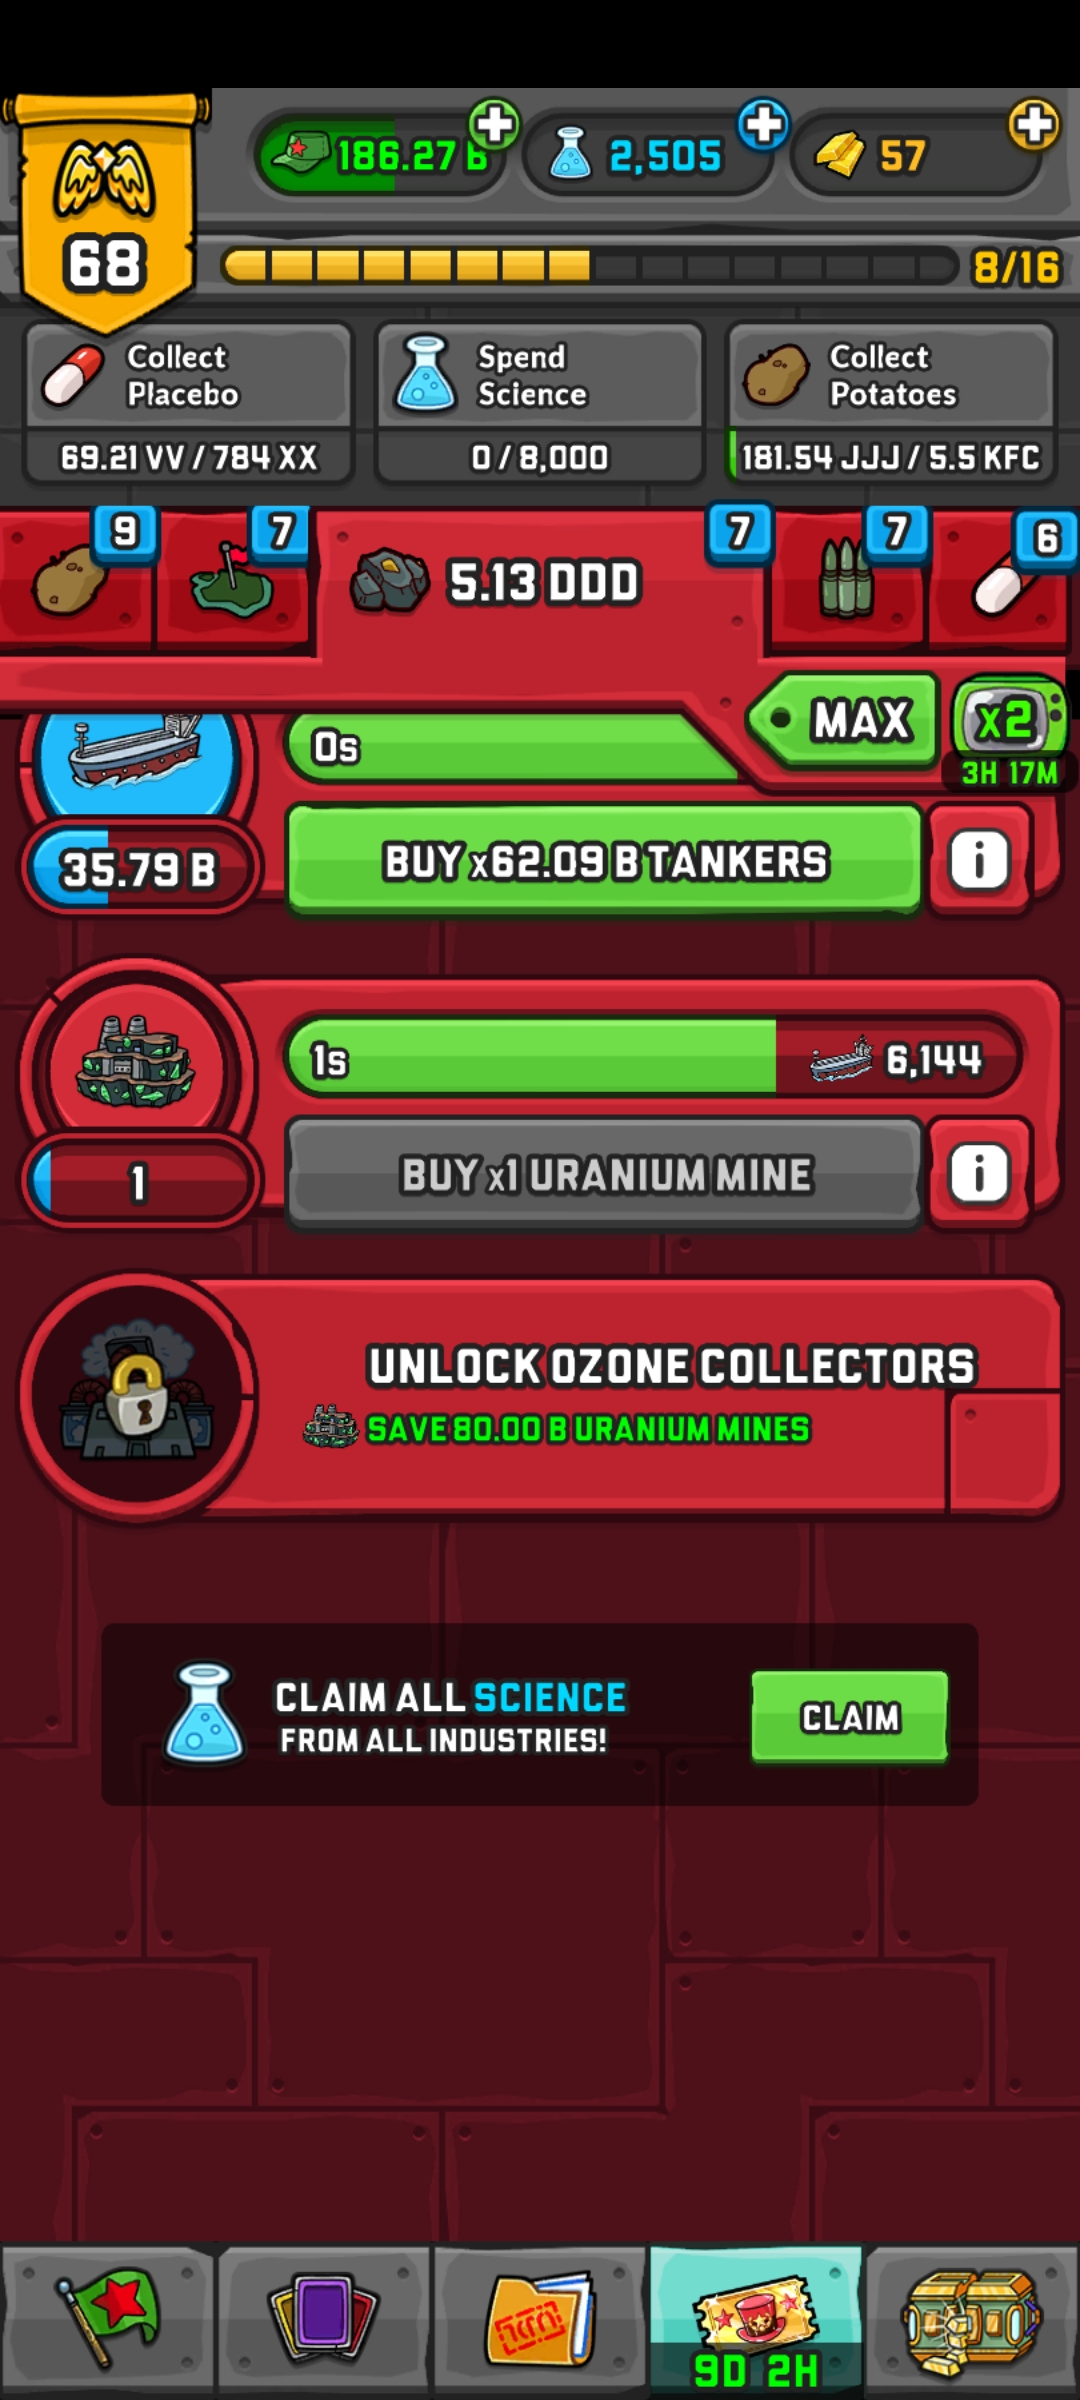 186.27 B
2,505
57
68
8/16
Collect
Placebo
69.21 VV / 784 XX
Spend
Science
0 / 8,000
Collect
Potatoes
181.54 JJJ / 5.5 KFC
9
7
5.13 DDD
7
7
6
MAX
x2
3H 17M
0s
35.79 B
BUY x62.09 B TANKERS
i
1s
6,144
1
BUY x1 URANIUM MINE
i
UNLOCK OZONE COLLECTORS
SAVE 80.00 B URANIUM MINES
CLAIM ALL SCIENCE
FROM ALL INDUSTRIES!
CLAIM
9D 2H